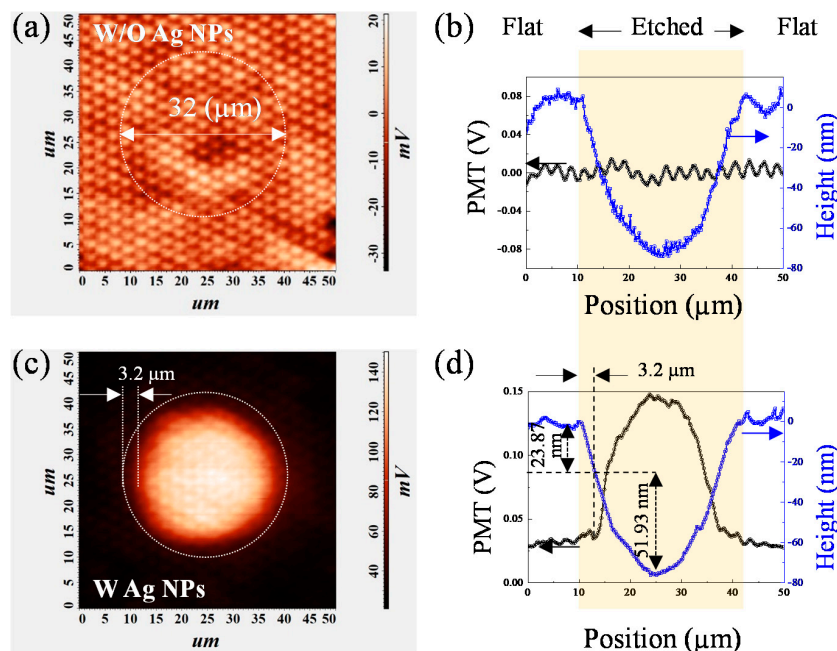 (a)
W/O Ag NPs
32 (μm)
um
50
45
40
35
30
25
20
15
10
5
0
0 5 10 15 20 25 30 35 40 45 50
um
20
10
0
-10
-20
-30
mV
(b)
Flat Etched Flat
PMT (V)
0.08
0.04
0.00
-0.04
-0.08
0
-20
-40
-60
-80
Height (nm)
0 10 20 30 40 50
Position (μm)
(c)
3.2 μm
W Ag NPs
um
50
45
40
35
30
25
20
15
10
5
0
0 5 10 15 20 25 30 35 40 45 50
um
140
120
100
80
60
40
mV
(d)
3.2 μm
PMT (V)
0.15
0.10
0.05
0.00
23.87
nm
51.93 nm
0
-20
-40
-60
-80
Height (nm)
0 10 20 30 40 50
Position (μm)